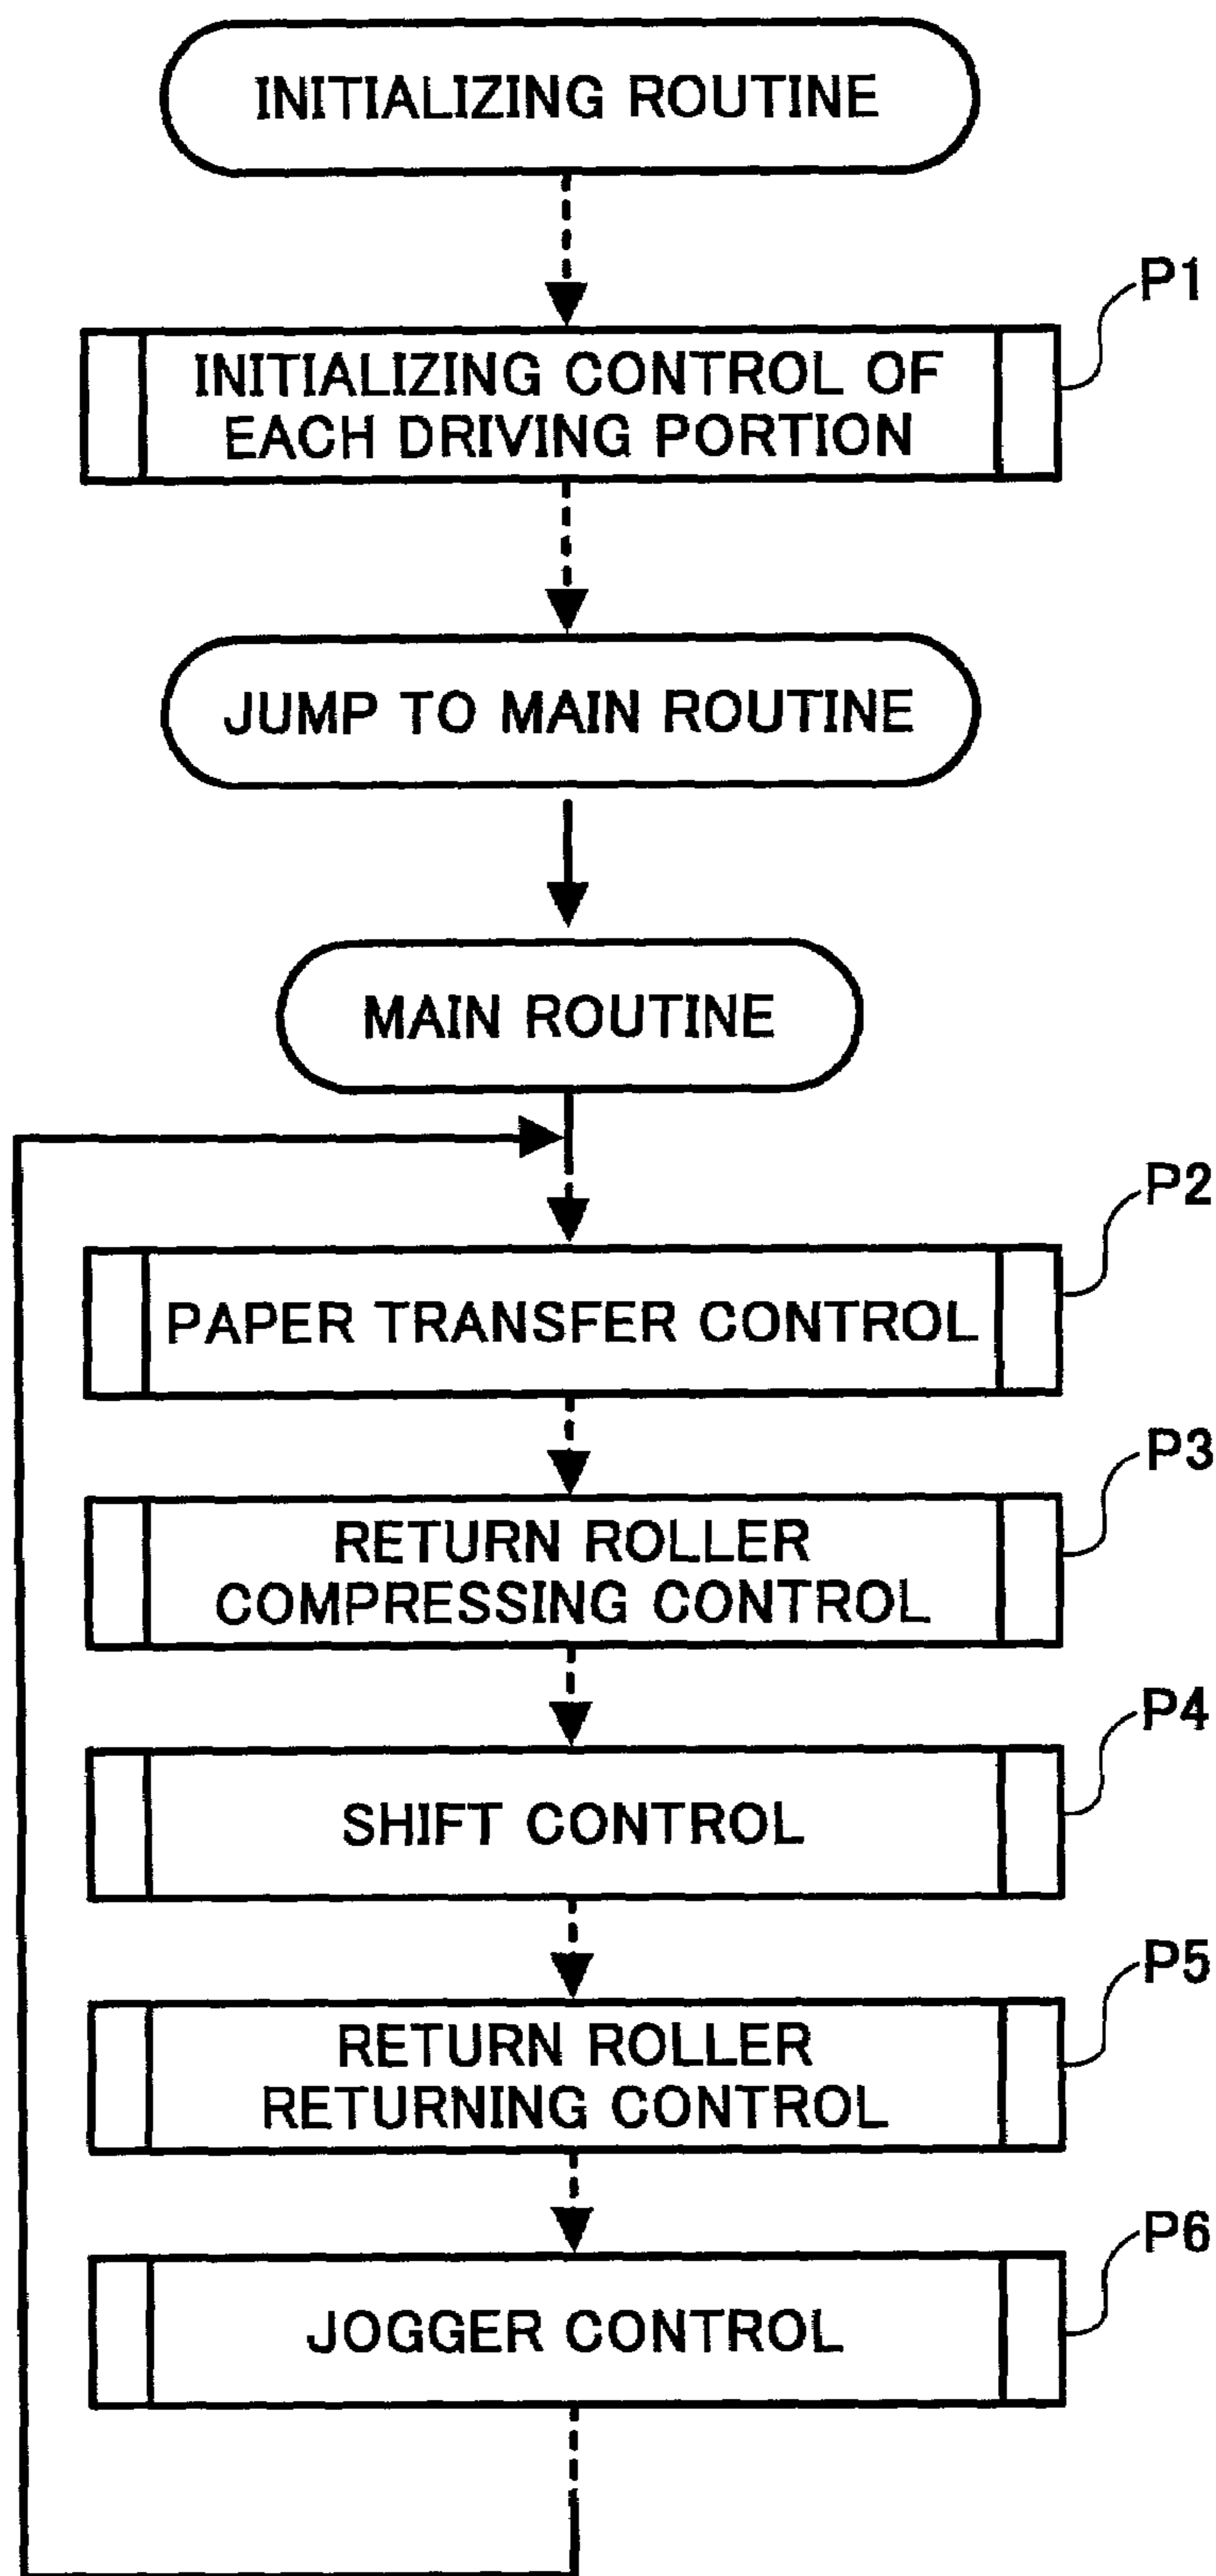 INITIALIZING ROUTINE
P1
INITIALIZING CONTROL OF
EACH DRIVING PORTION
JUMP TO MAIN ROUTINE
MAIN ROUTINE
P2
PAPER TRANSFER CONTROL
P3
RETURN ROLLER
COMPRESSING CONTROL
P4
SHIFT CONTROL
P5
RETURN ROLLER
RETURNING CONTROL
P6
JOGGER CONTROL